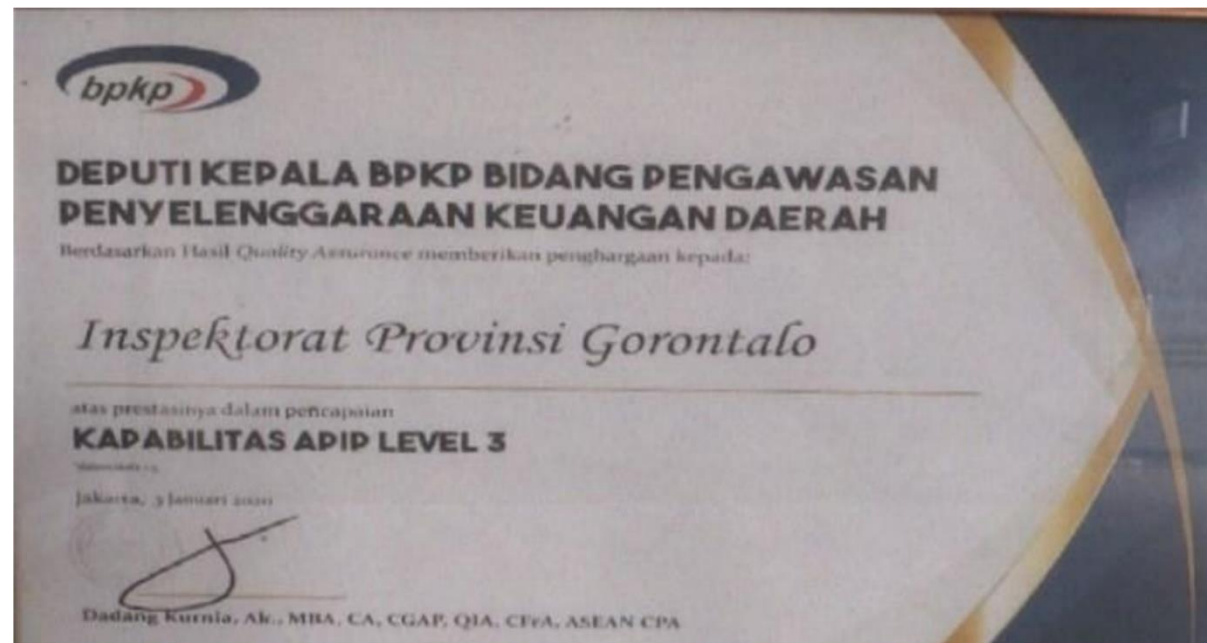 bpkp
DEPUTI KEPALA BPKP BIDANG PENGAWASAN
PENYELENGGARAAN KEUANGAN DAERAH
Berdasarkan Hasil Quality Assurance memberikan penghargaan kepada:
Inspektorat Provinsi Gorontalo
atas prestasinya dalam pencapaian
KAPABILITAS APIP LEVEL 3
Jakarta, 3 Januari 2020
Dadang Kurnia, Ak., MBA, CA, CGAP, QIA, CFrA, ASEAN CPA